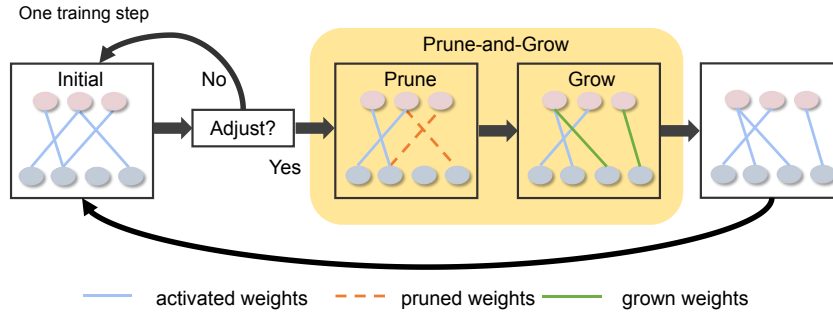 One trainng step
Prune-and-Grow
Initial
No
Prune
Grow
Adjust?
Yes
activated weights
pruned weights
grown weights